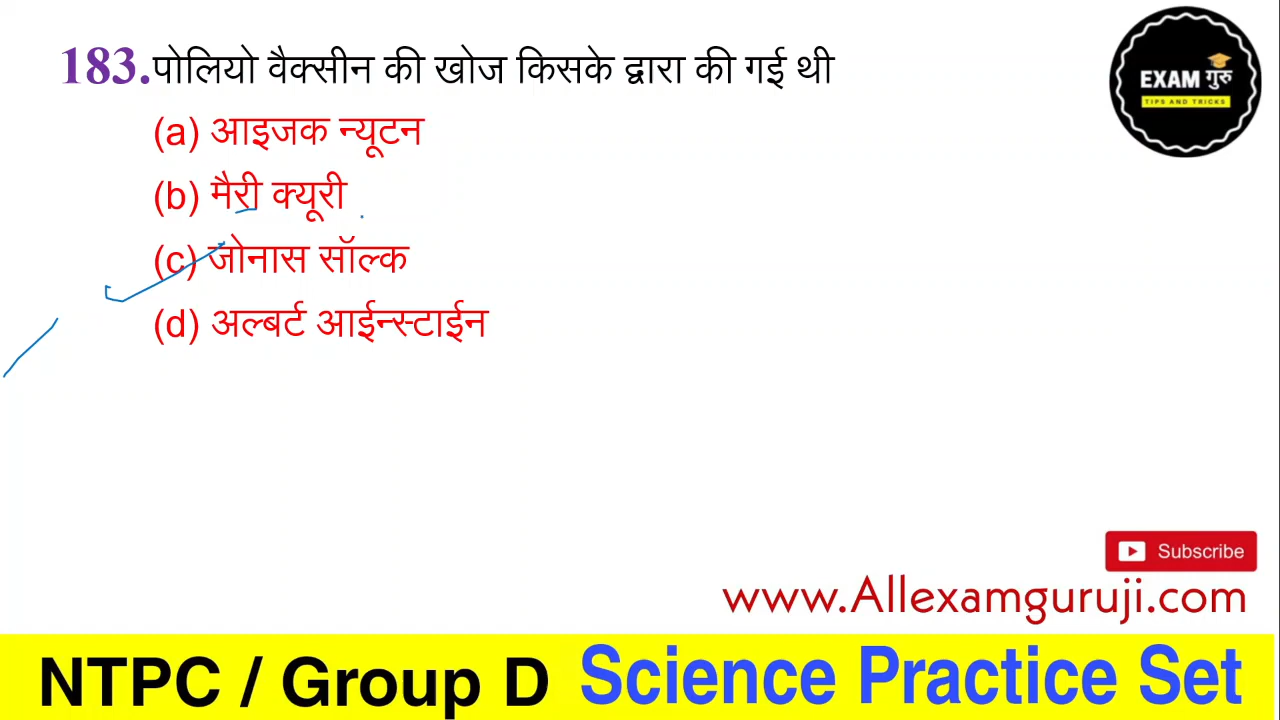 183.पोलियो वैक्सीन की खोज किसके द्वारा की गई थी
(a) आइजक न्यूटन
(b) मैरी क्यूरी
(c) जोनास सॉल्क
(d) अल्बर्ट आईन्स्टाईन
EXAM गुरु
TIPS AND TRICKS
Subscribe
www.Allexamguruji.com
NTPC / Group D Science Practice Set